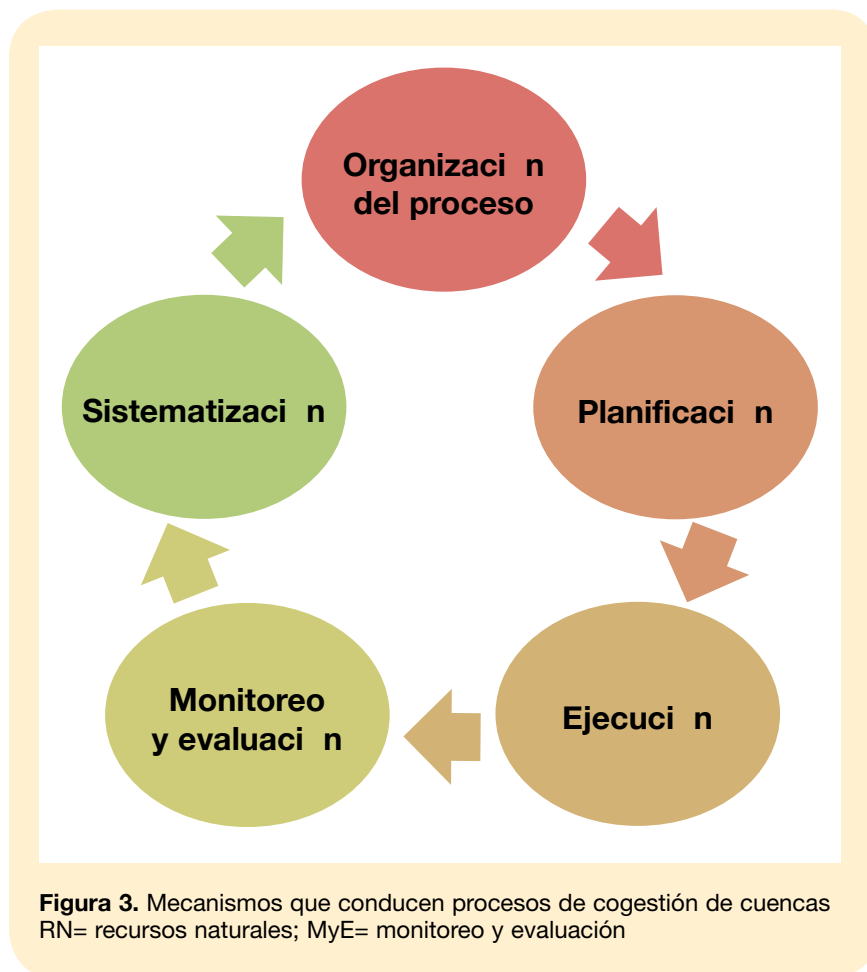 Organizaci n
del proceso
Planificaci n
Ejecuci n
Monitoreo
y evaluaci n
Sistematizaci n
Figura 3. Mecanismos que conducen procesos de cogestión de cuencas
RN= recursos naturales; MyE= monitoreo y evaluación